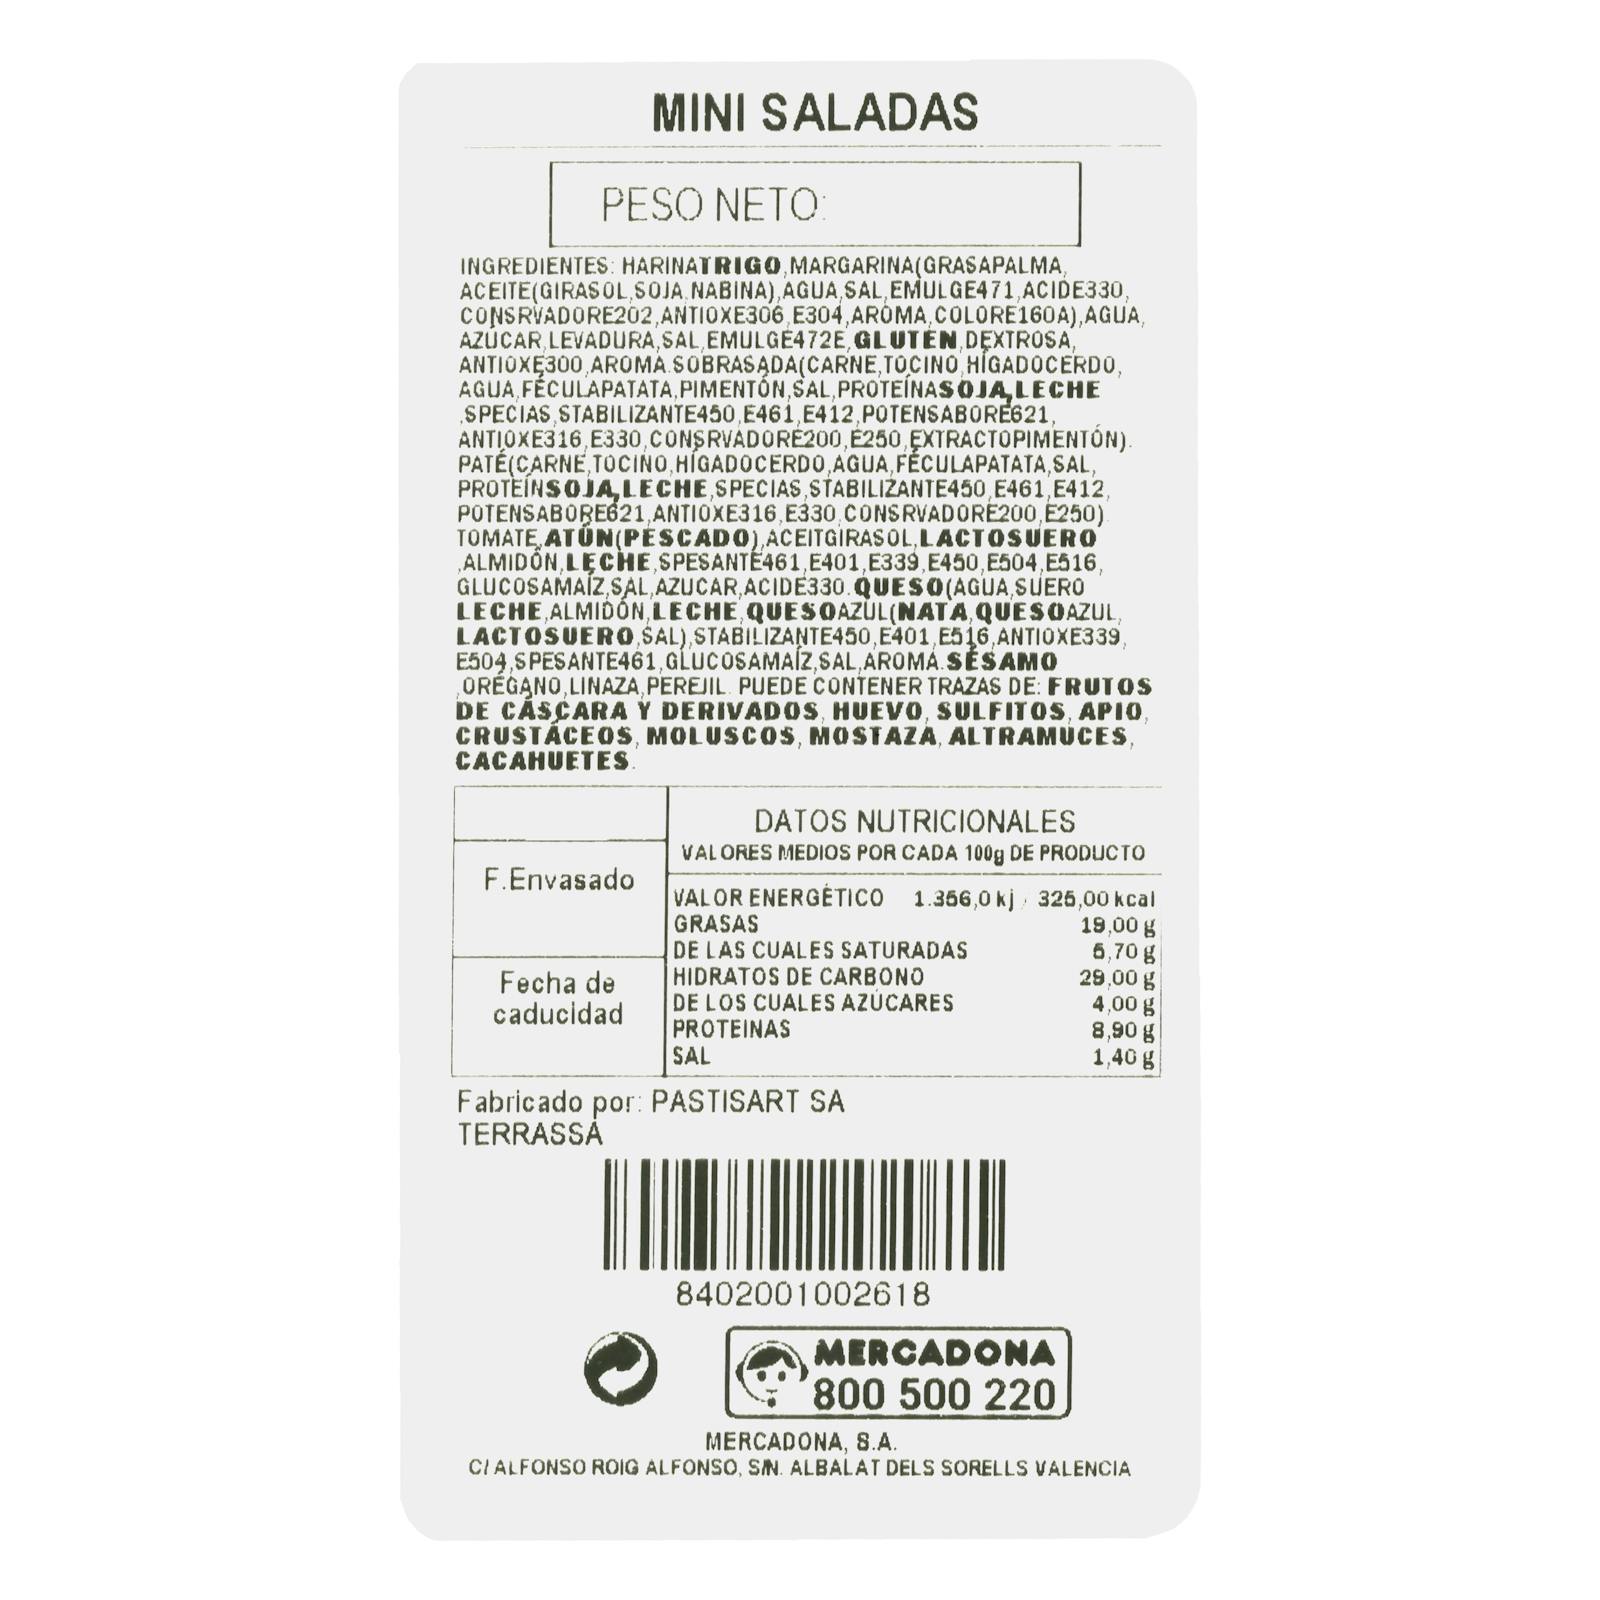 MINI SALADAS
PESO NETO:
INGREDIENTES: HARINATRIGO,MARGARINA(GRASAPALMA,
ACEITE(GIRASOL,SOJA,NABINA),AGUA,SAL,EMULGE471,ACIDE330,
CONSRVADORE202,ANTIOXE306,E304,AROMA,COLORE160A),AGUA,
AZÚCAR,LEVADURA,SAL,EMULGE472E,GLUTEN,DEXTROSA,
ANTIOXE300,AROMA.SOBRASADA(CARNE,TOCINO,HÍGADOCERDO,
AGUA,FÉCULAPATATA,PIMENTÓN,SAL,PROTEÍNASOJA,LECHE
,SPECIAS,STABILIZANTE450,E461,E412,POTENSABORE621,
ANTIOXE316,E330,CONSRVADORE200,E250,EXTRACTOPIMENTÓN).
PATÉ(CARNE,TOCINO,HÍGADOCERDO,AGUA,FÉCULAPATATA,SAL,
PROTEÍNSOJA,LECHE,SPECIAS,STABILIZANTE450,E461,E412,
POTENSABORE621,ANTIOXE316,E330,CONSRVADORE200,E250).
TOMATE,ATÚN(PESCADO),ACEITGIRASOL,LACTOSUERO
,ALMIDÓN,LECHE,SPESANTE461,E401,E339,E450,E504,E516,
GLUCOSAMAÍZ,SAL,AZUCAR,ACIDE330.QUESO(AGUA,SUERO
LECHE,ALMIDÓN,LECHE,QUESOAZUL(NATA,QUESOAZUL,
LACTOSUERO,SAL),STABILIZANTE450,E401,E516,ANTIOXE339,
E504,SPESANTE461,GLUCOSAMAÍZ,SAL,AROMA.SÉSAMO
,ORÉGANO,LINAZA,PEREJIL. PUEDE CONTENER TRAZAS DE: FRUTOS
DE CÁSCARA Y DERIVADOS, HUEVO, SULFITOS, APIO,
CRUSTÁCEOS, MOLUSCOS, MOSTAZA, ALTRAMUCES,
CACAHUETES.
DATOS NUTRICIONALES
VALORES MEDIOS POR CADA 100g DE PRODUCTO
F.Envasado
VALOR ENERGÉTICO 1.356,0 kj / 325,00 kcal
GRASAS 19,00 g
DE LAS CUALES SATURADAS 5,70 g
Fecha de
caducidad
HIDRATOS DE CARBONO 29,00 g
DE LOS CUALES AZÚCARES 4,00 g
PROTEINAS 8,90 g
SAL 1,40 g
Fabricado por: PASTISART SA
TERRASSA
8402001002618
MERCADONA
800 500 220
MERCADONA, S.A.
C/ ALFONSO ROIG ALFONSO, S/N. ALBALAT DELS SORELLS VALENCIA